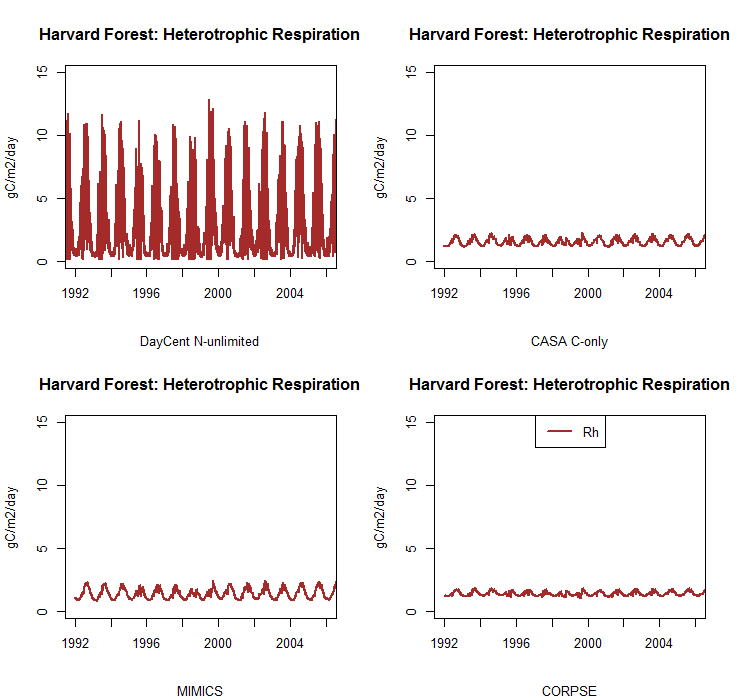 Harvard Forest: Heterotrophic Respiration
gC/m2/day
15
10
5
0
1992 1996 2000 2004
DayCent N-unlimited
Harvard Forest: Heterotrophic Respiration
gC/m2/day
15
10
5
0
1992 1996 2000 2004
CASA C-only
Harvard Forest: Heterotrophic Respiration
gC/m2/day
15
10
5
0
1992 1996 2000 2004
MIMICS
Harvard Forest: Heterotrophic Respiration
Rh
gC/m2/day
15
10
5
0
1992 1996 2000 2004
CORPSE